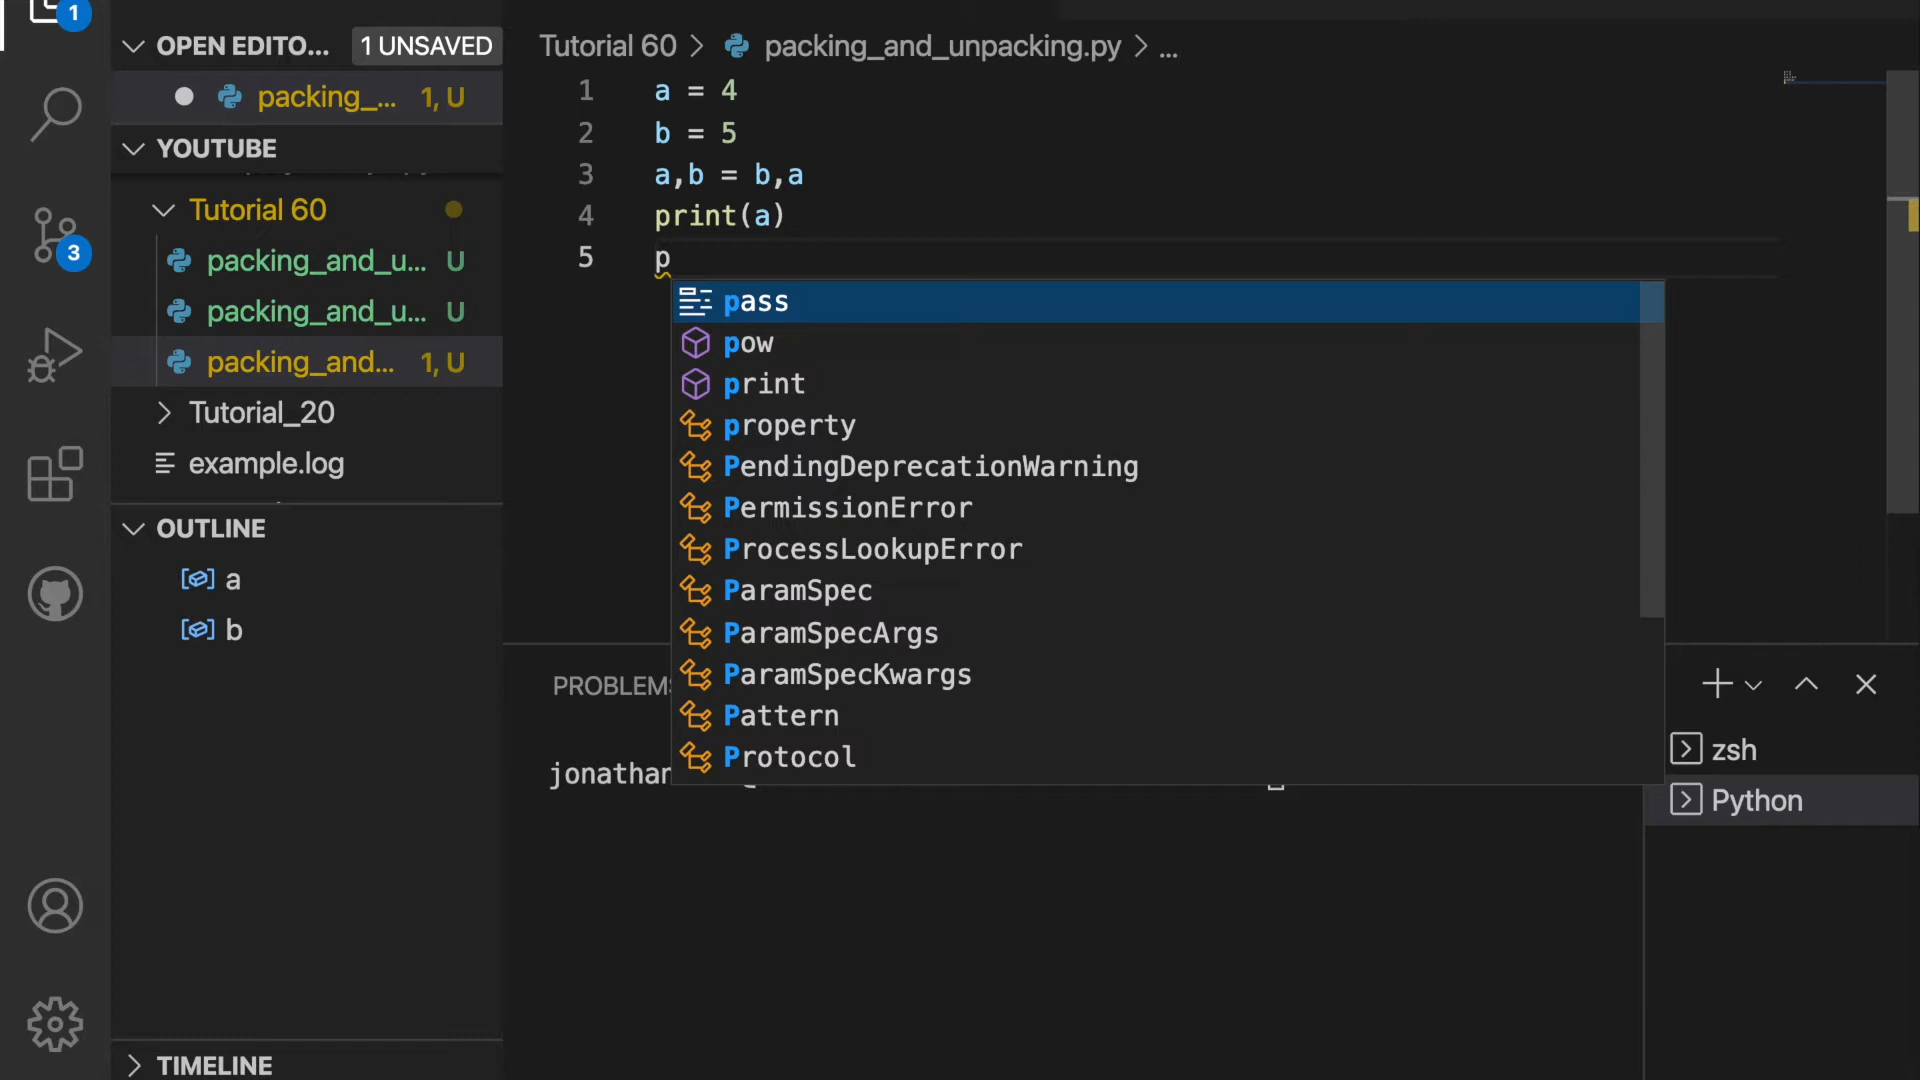 1
OPEN EDITO... 1 UNSAVED
packing_... 1, U
YOUTUBE
Tutorial 60
packing_and_u... U
packing_and_u... U
packing_and... 1, U
Tutorial_20
example.log
OUTLINE
a
b
TIMELINE
3
Tutorial 60 > packing_and_unpacking.py > ...
1 a = 4
2 b = 5
3 a,b = b,a
4 print(a)
5 p
pass
pow
print
property
PendingDeprecationWarning
PermissionError
ProcessLookupError
ParamSpec
ParamSpecArgs
ParamSpecKwargs
Pattern
Protocol
PROBLEMS
jonathan
zsh
Python